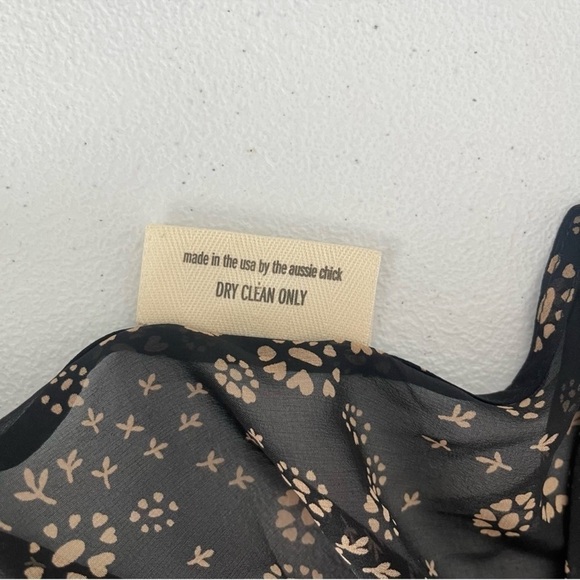 made in the usa by the aussie chick
DRY CLEAN ONLY